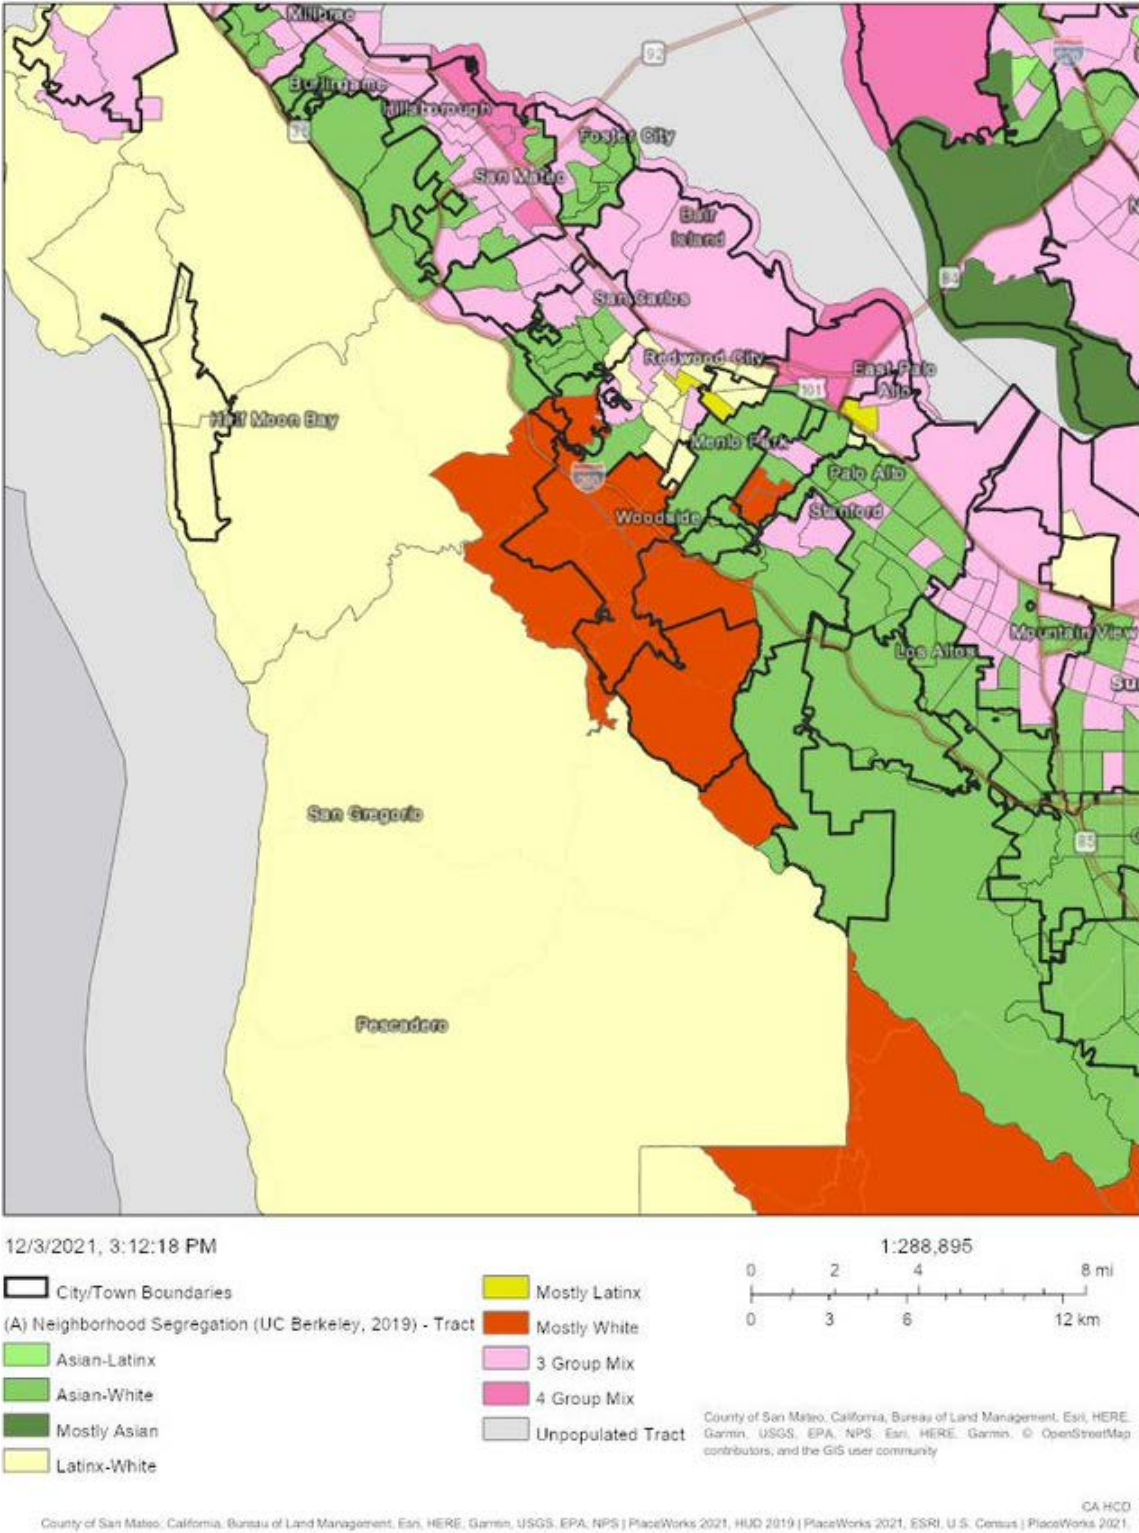 Millbrae
92
Burlingame
Hillsborough
35
Foster City
San Mateo
Bair
Island
84
San Carlos
Redwood City
East Palo
Alto
101
Half Moon Bay
Menlo Park
Palo Alto
Woodside
Stanford
Mountain View
Los Altos
Su
San Gregorio
85
Pescadero
12/3/2021, 3:12:18 PM
1:288,895
0 2 4 8 mi
0 3 6 12 km
City/Town Boundaries
(A) Neighborhood Segregation (UC Berkeley, 2019) - Tract
Asian-Latinx
Asian-White
Mostly Asian
Latinx-White
Mostly Latinx
Mostly White
3 Group Mix
4 Group Mix
Unpopulated Tract
County of San Mateo, California, Bureau of Land Management, Esri, HERE,
Garmin, USGS, EPA, NPS, Esri, HERE, Garmin, © OpenStreetMap
contributors, and the GIS user community
CA HCD
County of San Mateo, California, Bureau of Land Management, Esri, HERE, Garmin, USGS, EPA, NPS | PlaceWorks 2021, HUD 2019 | PlaceWorks 2021, ESRI, U.S. Census | PlaceWorks 2021,